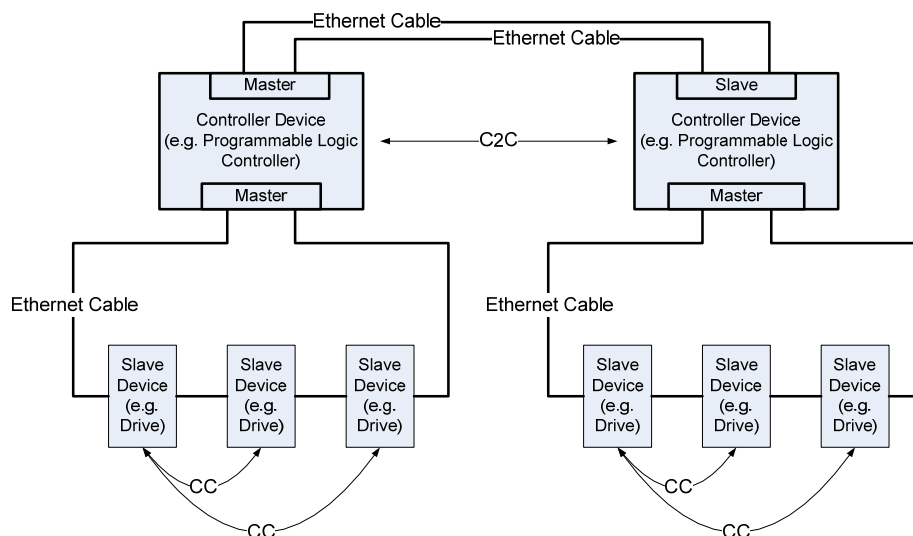 Ethernet Cable
Ethernet Cable
Master
Controller Device
(e.g. Programmable Logic
Controller)
Master
C2C
Slave
Controller Device
(e.g. Programmable Logic
Controller)
Master
Ethernet Cable
Ethernet Cable
Slave
Device
(e.g.
Drive)
Slave
Device
(e.g.
Drive)
Slave
Device
(e.g.
Drive)
Slave
Device
(e.g.
Drive)
Slave
Device
(e.g.
Drive)
Slave
Device
(e.g.
Drive)
CC
CC
CC
CC